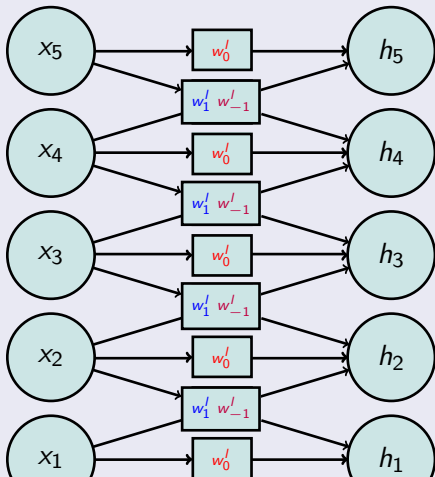 x₅ w₀ˡ h₅
w₁ˡ w₋₁ˡ
x₄ w₀ˡ h₄
w₁ˡ w₋₁ˡ
x₃ w₀ˡ h₃
w₁ˡ w₋₁ˡ
x₂ w₀ˡ h₂
w₁ˡ w₋₁ˡ
x₁ w₀ˡ h₁